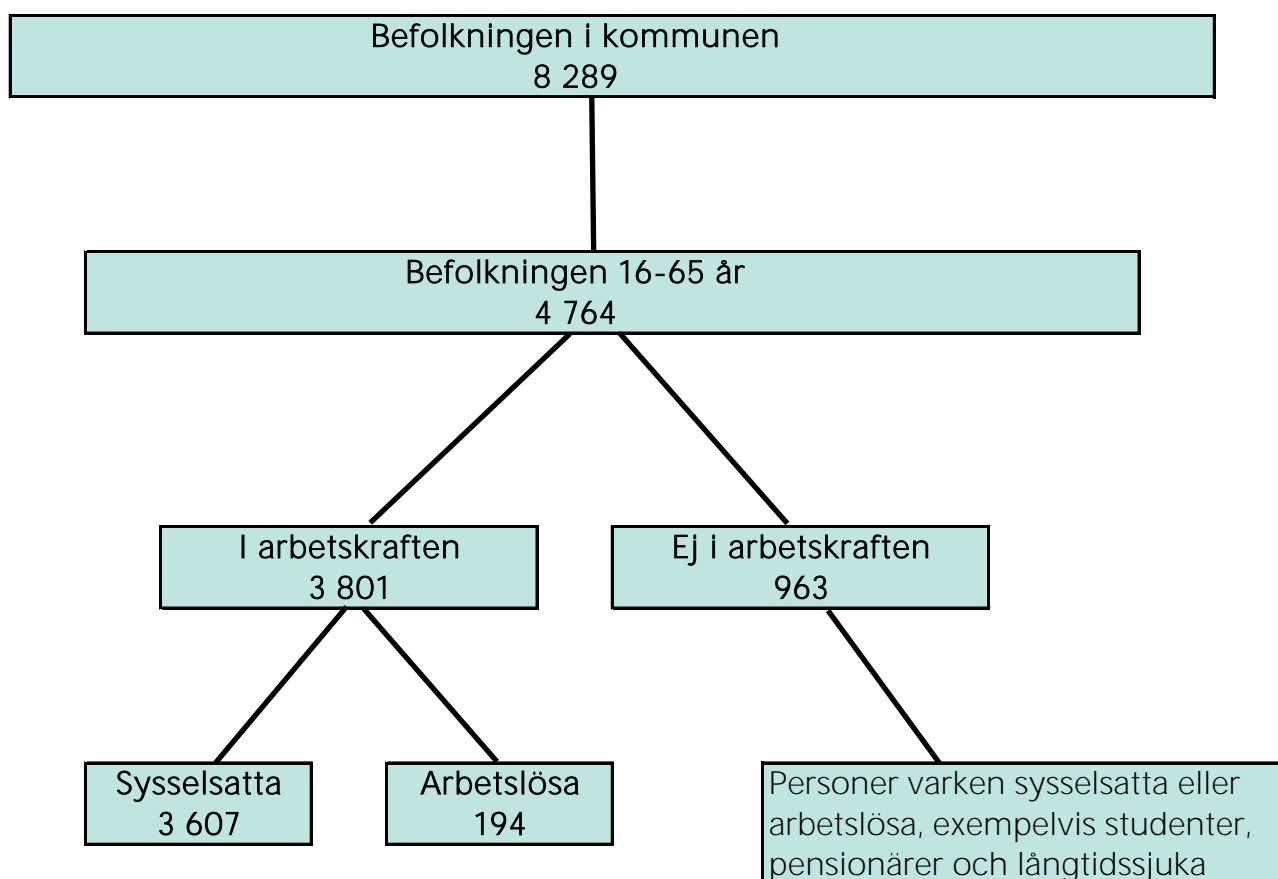 Befolkningen i kommunen
8 289
Befolkningen 16-65 år
4 764
I arbetskraften
3 801
Ej i arbetskraften
963
Sysselsatta
3 607
Arbetslösa
194
Personer varken sysselsatta eller
arbetslösa, exempelvis studenter,
pensionärer och långtidssjuka